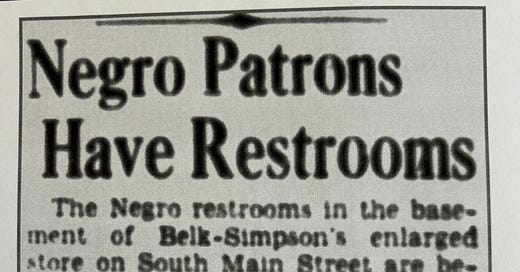 Negro Patrons
Have Restrooms
The Negro restrooms in the base-
ment of Belk-Simpson's enlarged
store on South Main Street are be-